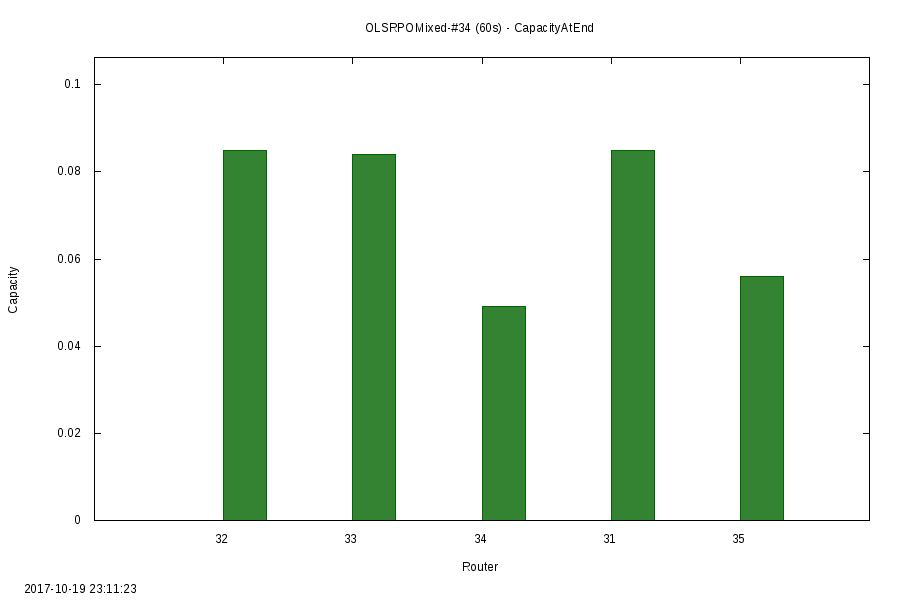 OLSRPOMixed-#34 (60s) - CapacityAtEnd
0.1
0.08
0.06
0.04
0.02
0
Capacity
32 33 34 31 35
Router
2017-10-19 23:11:23